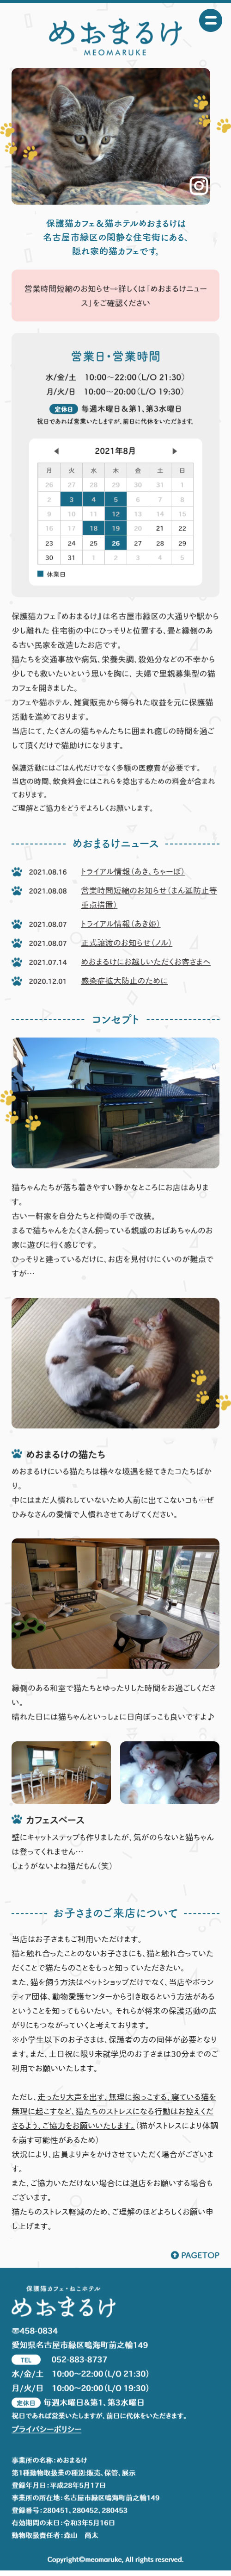 めおまるけ
MEOMARUKE
保護猫カフェ＆猫ホテルめおまるけは
名古屋市緑区の閑静な住宅街にある、
隠れ家的猫カフェです。
営業時間短縮のお知らせ⇒詳しくは「めおまるけニュー
ス」をご確認ください
営業日・営業時間
水/金/土　10:00〜22:00（L/O 21:30）
月/火/日　10:00〜20:00（L/O 19:30）
定休日 毎週木曜日＆第1、第3水曜日
祝日であれば営業いたしますが、前日に代休をいただきます。
2021年8月
月 火 水 木 金 土 日
26 27 28 29 30 31 1
2 3 4 5 6 7 8
9 10 11 12 13 14 15
16 17 18 19 20 21 22
23 24 25 26 27 28 29
30 31 1 2 3 4 5
休業日
保護猫カフェ『めおまるけ』は名古屋市緑区の大通りや駅から
少し離れた 住宅街の中にひっそりと位置する、畳と縁側のあ
る古い民家を改造したお店です。
猫たちを交通事故や病気、栄養失調、殺処分などの不幸から
少しでも救いたいという思いを胸に、夫婦で里親募集型の猫
カフェを開きました。
カフェや猫ホテル、雑貨販売から得られた収益を元に保護猫
活動を進めております。
当店にて、たくさんの猫ちゃんたちに囲まれ癒しの時間を過ご
して頂くだけで猫助けになります。
保護活動にはごはん代だけでなく多額の医療費が必要です。
当店の時間、飲食料金にはこれらを捻出するための料金が含まれ
ております。
ご理解とご協力をどうぞよろしくお願いします。
めおまるけニュース
2021.08.16 トライアル情報（あき、ちゃーぼ）
2021.08.08 営業時間短縮のお知らせ（まん延防止等
重点措置）
2021.08.07 トライアル情報（あき姫）
2021.08.07 正式譲渡のお知らせ（ノル）
2021.07.14 めおまるけにお越しいただくお客さまへ
2020.12.01 感染症拡大防止のために
コンセプト
猫ちゃんたちが落ち着きやすい静かなところにお店はありま
す。
古い一軒家を自分たちと仲間の手で改装。
まるで猫ちゃんをたくさん飼っている親戚のおばあちゃんのお
家に遊びに行く感じです。
ひっそりと建っているだけに、お店を見付けにくいのが難点で
すが…
めおまるけの猫たち
めおまるけにいる猫たちは様々な境遇を経てきたコたちばか
り。
中にはまだ人慣れしていないため人前に出てこないコも…ぜ
ひみなさんの愛情で人慣れさせてあげてください。
縁側のある和室で猫たちとゆったりした時間をお過ごしくださ
い。
晴れた日には猫ちゃんといっしょに日向ぼっこも良いですよ♪
カフェスペース
壁にキャットステップも作りましたが、気がのらないと猫ちゃん
は登ってくれません…
しょうがないよね猫だもん（笑）
お子さまのご来店について
当店はお子さまもご利用いただけます。
猫と触れ合ったことのないお子さまにも、猫と触れ合っていた
だくことで猫たちのことをもっと知っていただきたい。
また、猫を飼う方法はペットショップだけでなく、当店やボラン
ティア団体、動物愛護センターから引き取るという方法がある
ということを知ってもらいたい。それらが将来の保護活動の広
がりにもつながっていくと考えております。
※小学生以下のお子さまは、保護者の方の同伴が必要となり
ます。また、土日祝に限り未就学児のお子さまは30分までのご
利用でお願いいたします。
ただし、走ったり大声を出す、無理に抱っこする、寝ている猫を
無理に起こすなど、猫たちのストレスになる行動はお控えくだ
さるよう、ご協力をお願いいたします。（猫がストレスにより体調
を崩す可能性があるため）
状況により、店員より声をかけさせていただく場合がございま
す。
また、ご協力いただけない場合には退店をお願いする場合も
ございます。
猫たちのストレス軽減のため、ご理解のほどよろしくお願い申
し上げます。
PAGETOP
保護猫カフェ・ねこホテル
めおまるけ
〒458-0834
愛知県名古屋市緑区鳴海町前之輪149
TEL 052-883-8737
水/金/土　10:00〜22:00（L/O 21:30）
月/火/日　10:00〜20:00（L/O 19:30）
定休日 毎週木曜日＆第1、第3水曜日
祝日であれば営業いたしますが、前日に代休をいただきます。
プライバシーポリシー
事業所の名称：めおまるけ
第1種動物取扱業の種別：販売、保管、展示
登録年月日：平成28年5月17日
事業所の所在地：名古屋市緑区鳴海町前之輪149
登録番号：280451、280452、280453
有効期間の末日：令和3年5月16日
動物取扱責任者：森山　尚太
Copyright©meomaruke, All rights reserved.